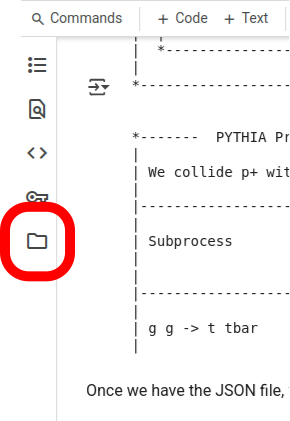 Commands + Code + Text
*----------------
*--------------------
*------- PYTHIA Pr
We collide p+ wit
|-------------------
Subprocess
|-------------------
g g -> t tbar
Once we have the JSON file,